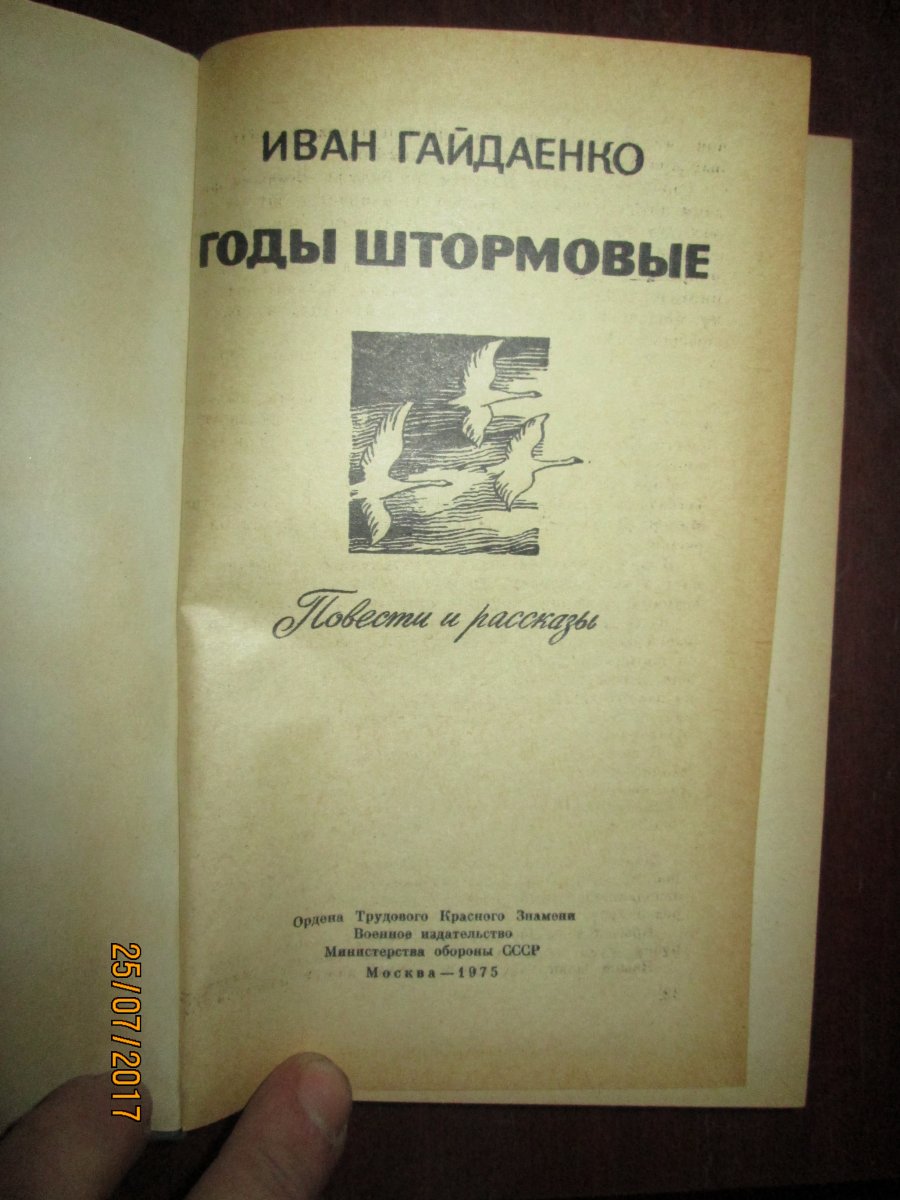 ИВАН ГАЙДАЕНКО
ГОДЫ ШТОРМОВЫЕ
Повести и рассказы
Ордена Трудового Красного Знамени
Военное издательство
Министерства обороны СССР
Москва—1975
25/07/2017